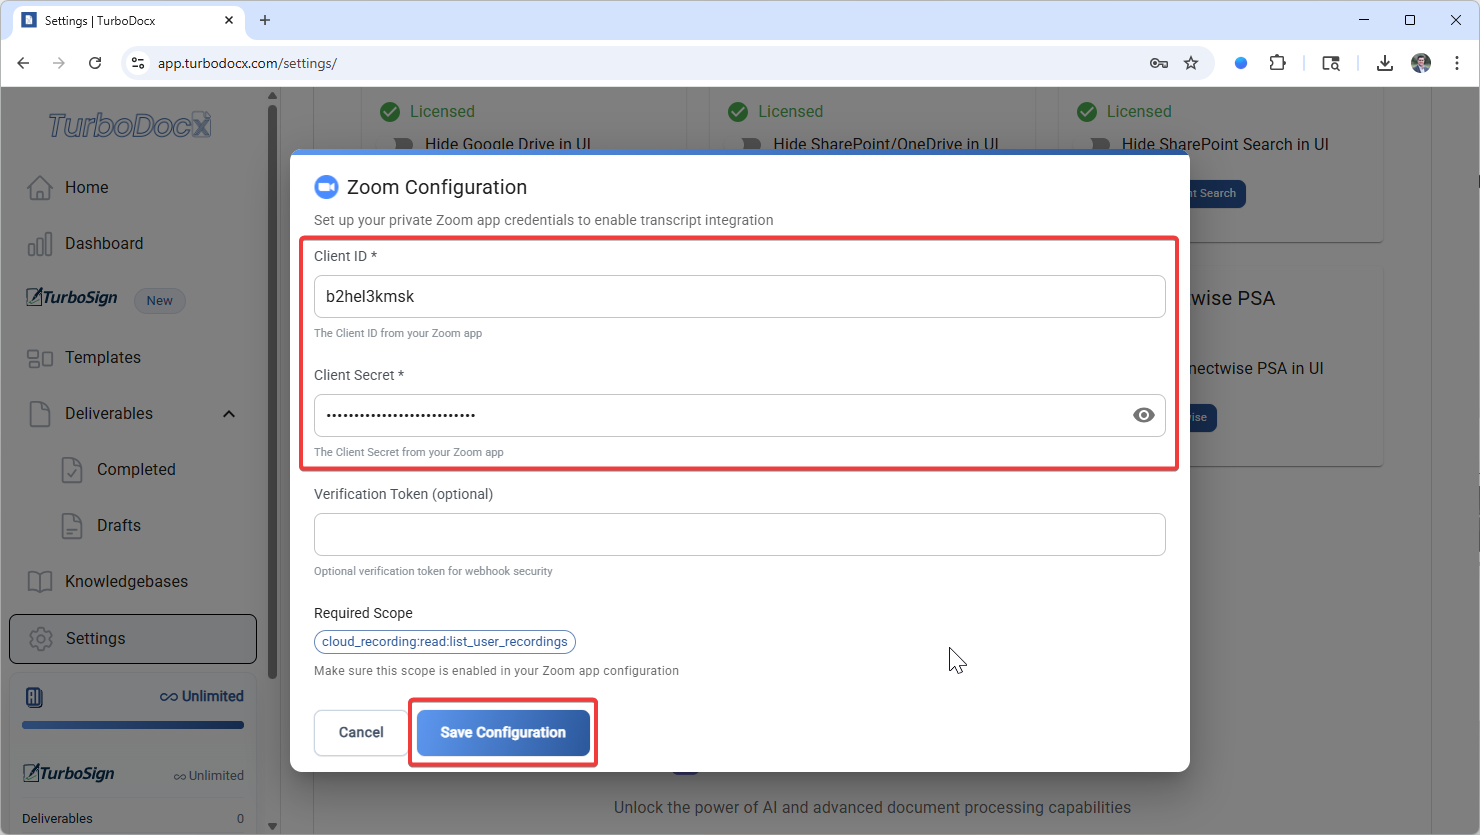 Settings | TurboDocx
app.turbodocx.com/settings/
TurboDocx
Home
Dashboard
TurboSign New
Templates
Deliverables
Completed
Drafts
Knowledgebases
Settings
∞ Unlimited
TurboSign ∞ Unlimited
Deliverables 0
Licensed
Hide Google Drive in UI
Licensed
Hide SharePoint/OneDrive in UI
Licensed
Hide SharePoint Search in UI
nt Search
wise PSA
nectwise PSA in UI
ise
Zoom Configuration
Set up your private Zoom app credentials to enable transcript integration
Client ID *
b2hel3kmsk
The Client ID from your Zoom app
Client Secret *
•••••••••••••••••••••••••••
The Client Secret from your Zoom app
Verification Token (optional)
Optional verification token for webhook security
Required Scope
cloud_recording:read:list_user_recordings
Make sure this scope is enabled in your Zoom app configuration
Cancel
Save Configuration
Unlock the power of AI and advanced document processing capabilities